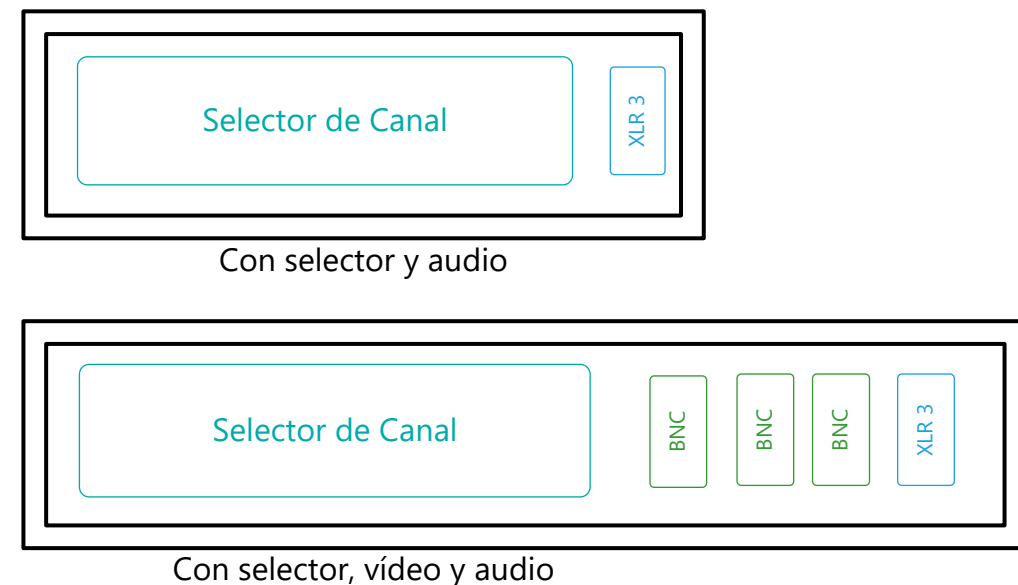 Selector de Canal
XLR 3
Con selector y audio
Selector de Canal
BNC
BNC
BNC
XLR 3
Con selector, vídeo y audio